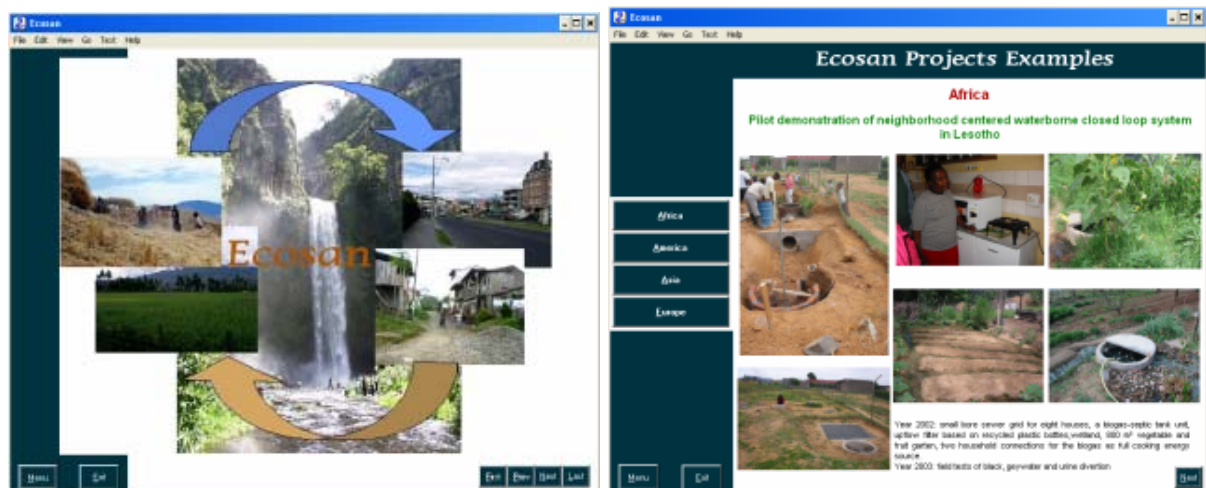 Ecosan
File Edit View Go Text Help
Ecosan
Menu Exit First Prev Next Last
Ecosan
File Edit View Go Text Help
Ecosan Projects Examples
Africa
Pilot demonstration of neighborhood centered waterborne closed loop system
in Lesotho
Africa
America
Asia
Europe
Year 2002: small bore sewer grid for eight houses, a biogas-septic tank unit,
upflow filter based on recycled plastic bottles,wetland, 800 m² vegetable and
fruit garden, two household connections for the biogas as full cooking energy
source
Year 2003: field tests of black, greywater and urine divertion
Menu Exit Next